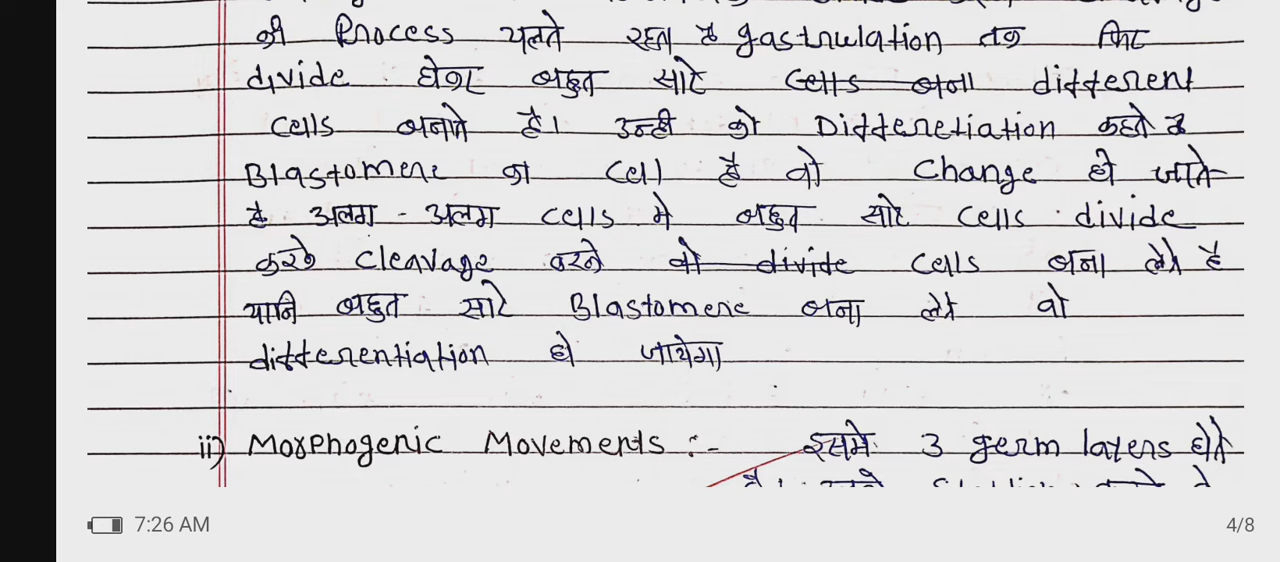 की Process चलते रहता है gastrulation तक फिर
divide होकर बहुत सारे cells बना different
cells बनाते है। उन्ही को Differetiation कहते है
Blastomere का cell है वो change हो जाते
है अलग - अलग cells मे बहुत सारे cells divide
करके cleavage करने वो divide cells बना लेते है
यानि बहुत सारे Blastomere बना लेते वो
differentiation हो जायेगा
ii) Morphogenic Movements :- इसमे 3 germ layers होते
7:26 AM 4/8